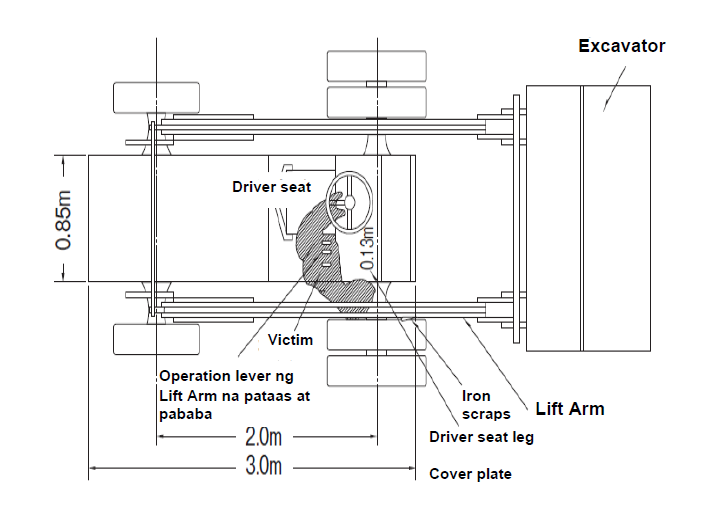 Excavator
Driver seat
0.85m
0.13m
Victim
Operation lever ng
Lift Arm na pataas at
pababa
Iron
scraps
Lift Arm
Driver seat leg
2.0m
3.0m
Cover plate